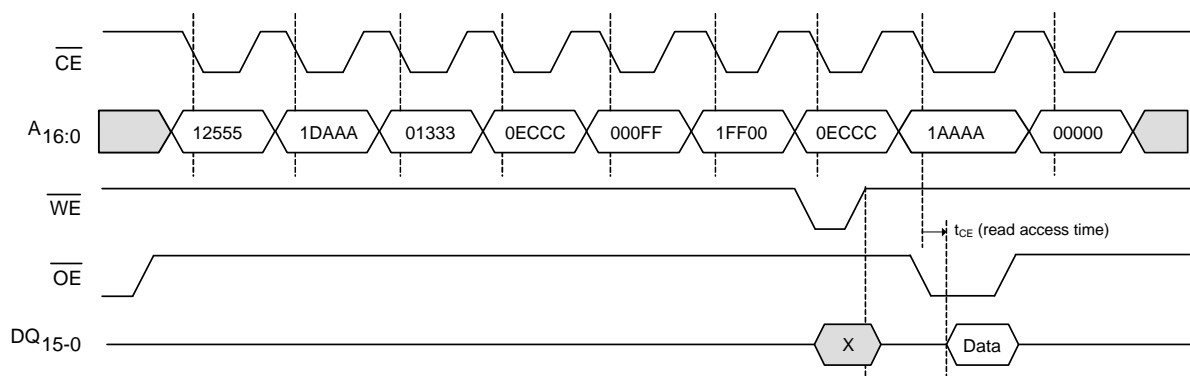 CE
A16:0 12555 1DAAA 01333 0ECCC 000FF 1FF00 0ECCC 1AAAA 00000
WE
tCE (read access time)
OE
DQ15-0 X Data